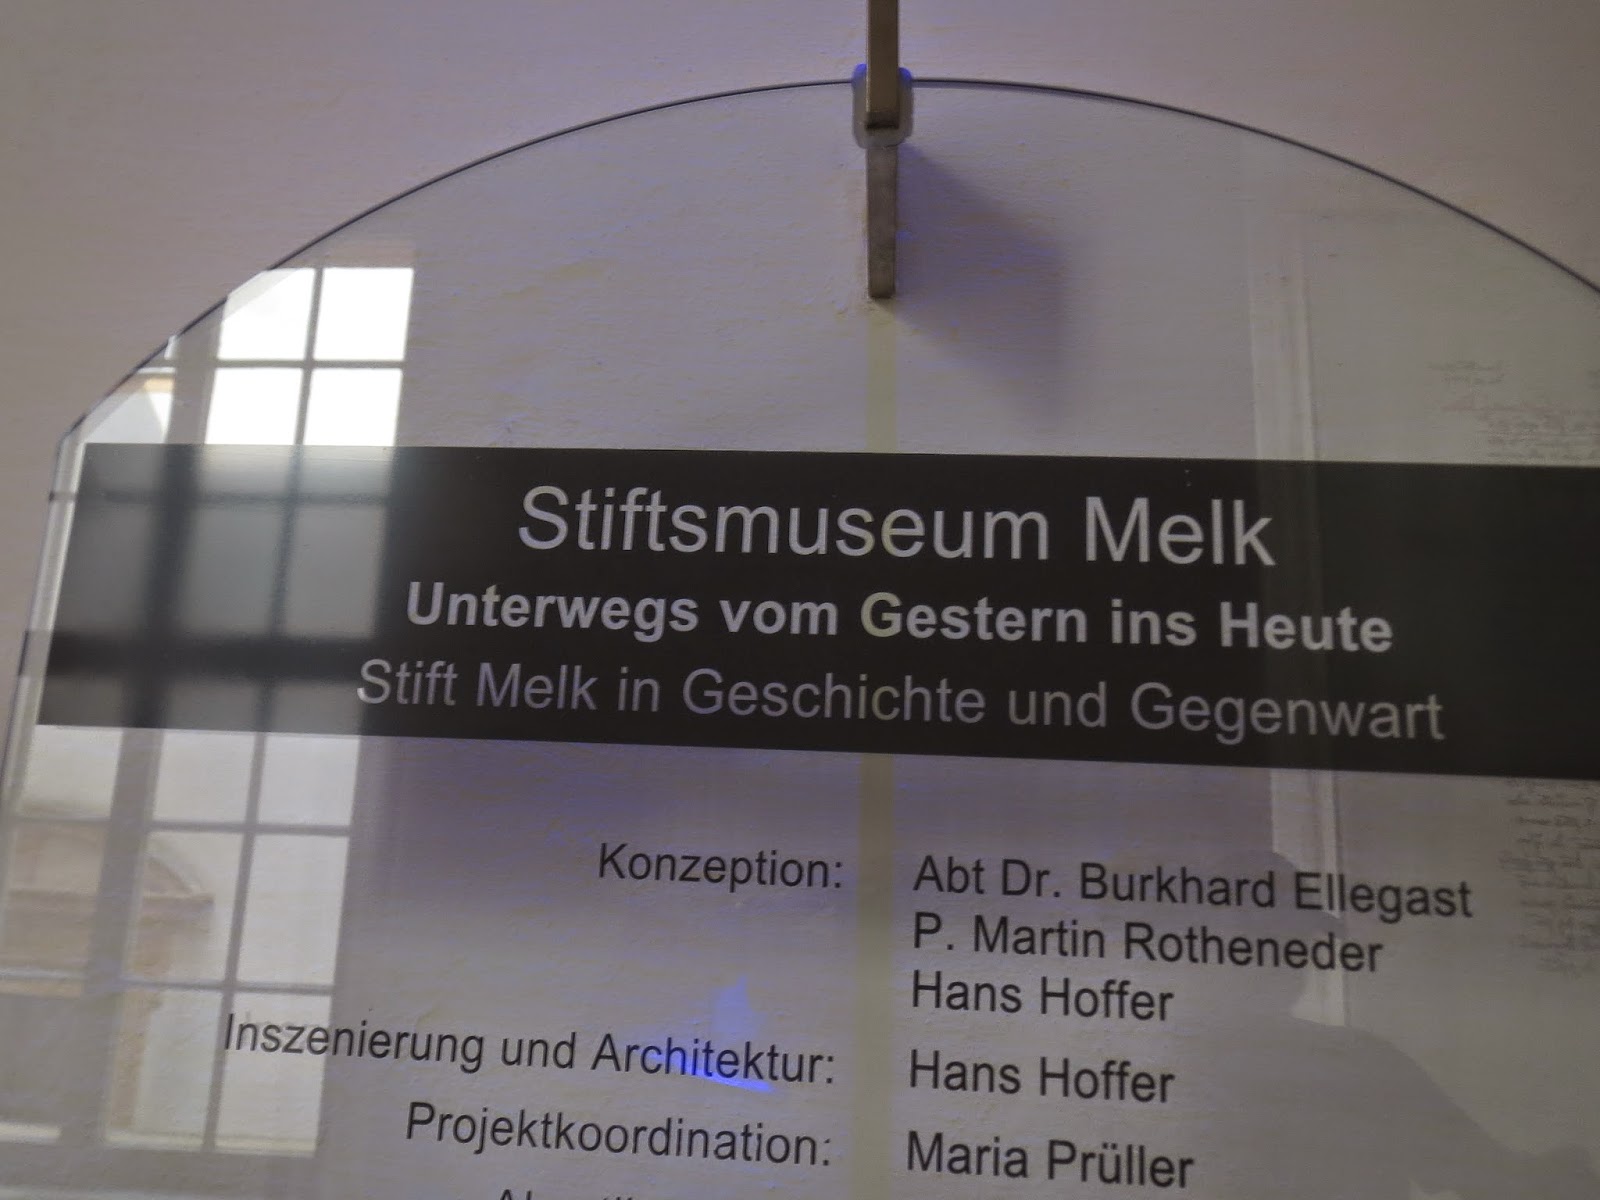 Stiftsmuseum Melk
Unterwegs vom Gestern ins Heute
Stift Melk in Geschichte und Gegenwart
Konzeption: Abt Dr. Burkhard Ellegast
P. Martin Rotheneder
Hans Hoffer
Inszenierung und Architektur: Hans Hoffer
Projektkoordination: Maria Prüller